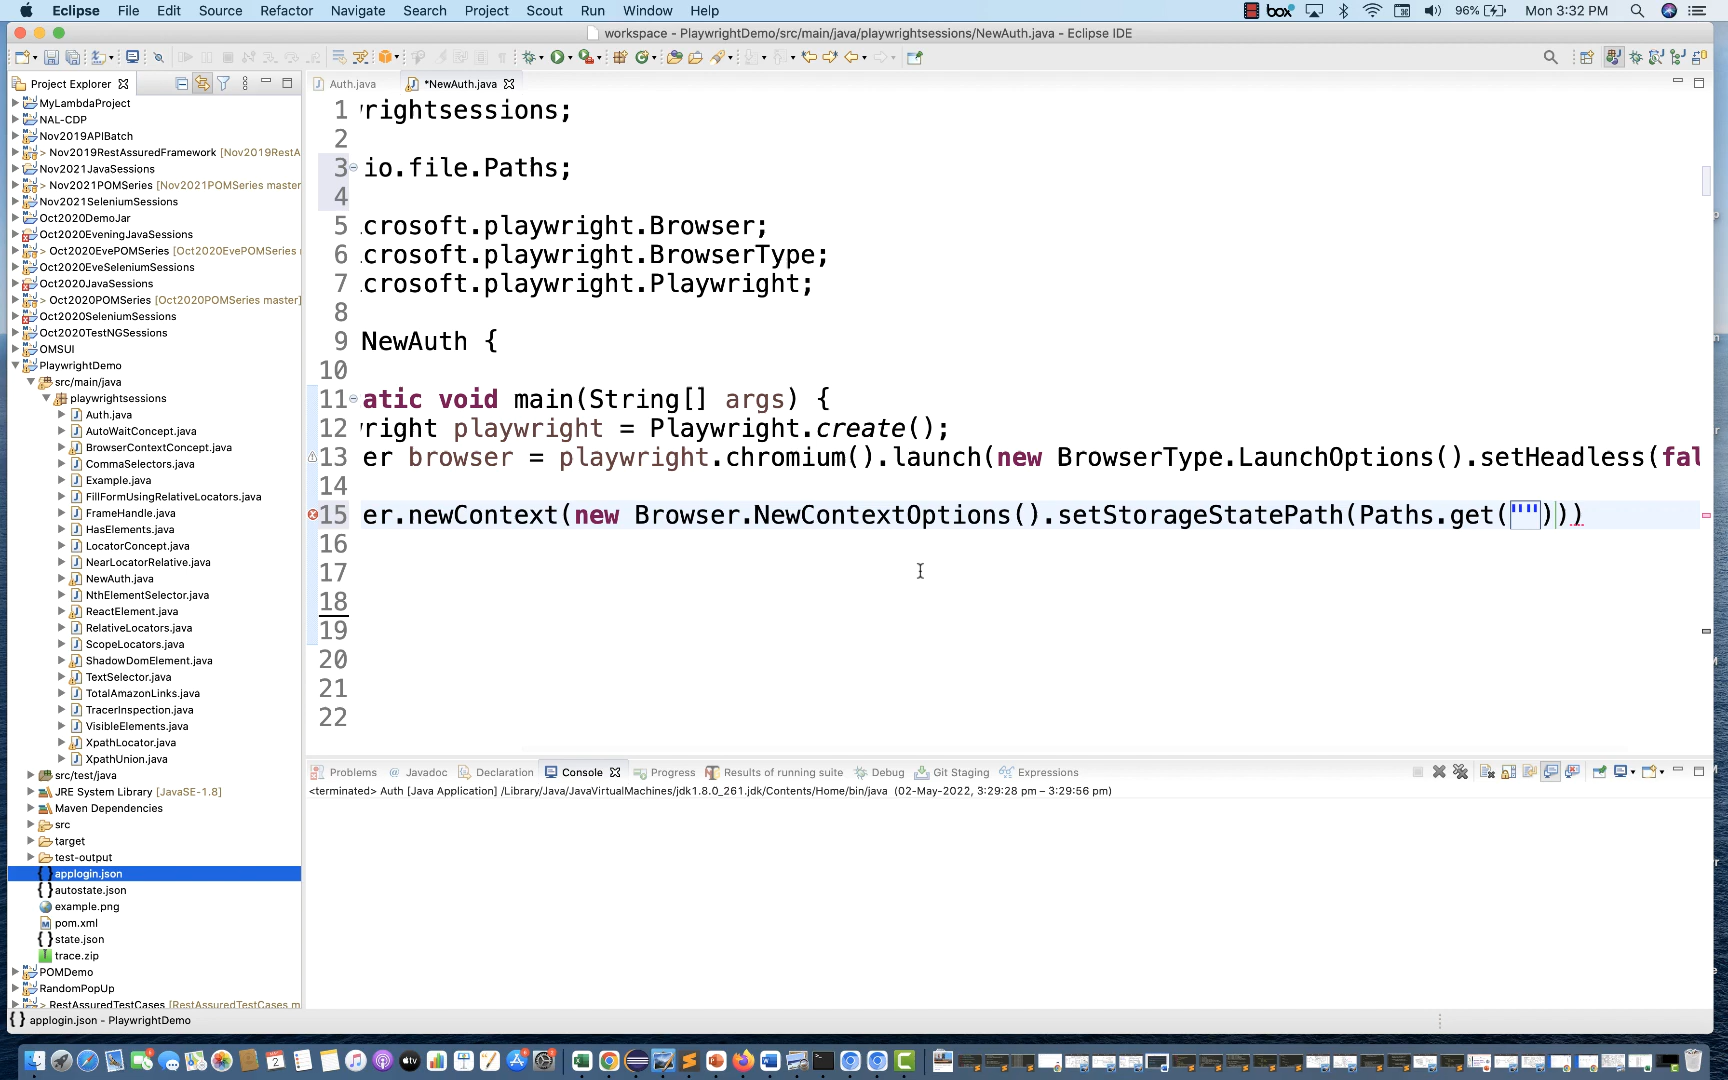 Eclipse File Edit Source Refactor Navigate Search Project Scout Run Window Help
box 96% Mon 3:32 PM
workspace - PlaywrightDemo/src/main/java/playwrightsessions/NewAuth.java - Eclipse IDE
Project Explorer
Auth.java
*NewAuth.java
MyLambdaProject
NAL-CDP
Nov2019APIBatch
> Nov2019RestAssuredFramework [Nov2019RestA
Nov2021JavaSessions
> Nov2021POMSeries [Nov2021POMSeries master
Nov2021SeleniumSessions
Oct2020DemoJar
Oct2020EveningJavaSessions
> Oct2020EvePOMSeries [Oct2020EvePOMSeries
Oct2020EveSeleniumSessions
Oct2020JavaSessions
> Oct2020POMSeries [Oct2020POMSeries master]
Oct2020SeleniumSessions
Oct2020TestNGSessions
OMSUI
PlaywrightDemo
src/main/java
playwrightsessions
Auth.java
AutoWaitConcept.java
BrowserContextConcept.java
CommaSelectors.java
Example.java
FillFormUsingRelativeLocators.java
FrameHandle.java
HasElements.java
LocatorConcept.java
NearLocatorRelative.java
NewAuth.java
NthElementSelector.java
ReactElement.java
RelativeLocators.java
ScopeLocators.java
ShadowDomElement.java
TextSelector.java
TotalAmazonLinks.java
TracerInspection.java
VisibleElements.java
XpathLocator.java
XpathUnion.java
src/test/java
JRE System Library [JavaSE-1.8]
Maven Dependencies
src
target
test-output
applogin.json
autostate.json
example.png
pom.xml
state.json
trace.zip
POMDemo
RandomPopUp
> RestAssuredTestCases [RestAssuredTestCases m
1 rightsessions;
2
3 io.file.Paths;
4
5 crosoft.playwright.Browser;
6 crosoft.playwright.BrowserType;
7 crosoft.playwright.Playwright;
8
9 NewAuth {
10
11 atic void main(String[] args) {
12 right playwright = Playwright.create();
13 er browser = playwright.chromium().launch(new BrowserType.LaunchOptions().setHeadless(fal
14
15 er.newContext(new Browser.NewContextOptions().setStorageStatePath(Paths.get("")))
16
17
18
19
20
21
22
Problems @ Javadoc Declaration Console Progress Results of running suite Debug Git Staging Expressions
<terminated> Auth [Java Application] /Library/Java/JavaVirtualMachines/jdk1.8.0_261.jdk/Contents/Home/bin/java (02-May-2022, 3:29:28 pm – 3:29:56 pm)
applogin.json - PlaywrightDemo